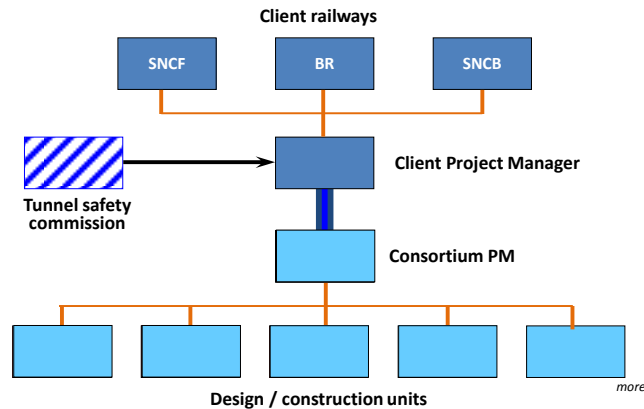 Client railways
SNCF
BR
SNCB
Client Project Manager
Tunnel safety
commission
Consortium PM
more
Design / construction units